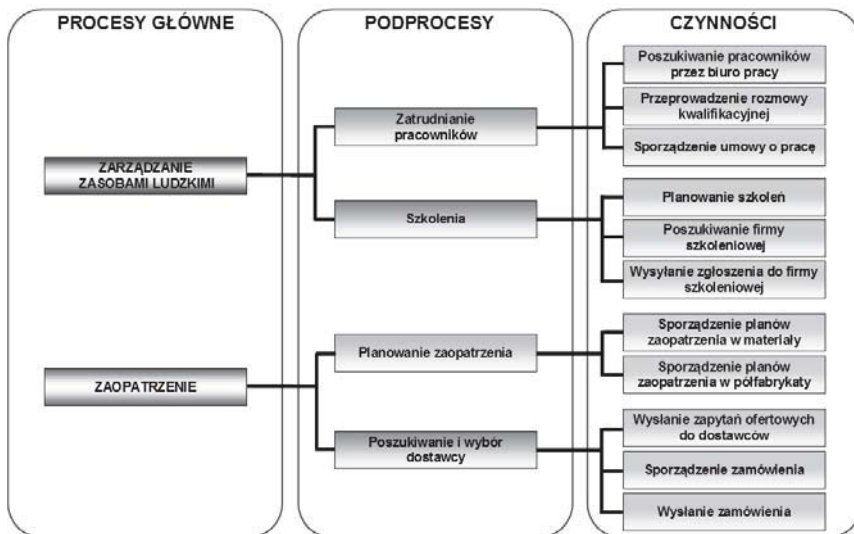 PROCESY GŁÓWNE
ZARZĄDZANIE
ZASOBAMI LUDZKIMI
ZAOPATRZENIE
PODPROCESY
Zatrudnianie
pracowników
Szkolenia
Planowanie zaopatrzenia
Poszukiwanie i wybór
dostawcy
CZYNNOŚCI
Poszukiwanie pracowników
przez biuro pracy
Przeprowadzenie rozmowy
kwalifikacyjnej
Sporządzenie umowy o pracę
Planowanie szkoleń
Poszukiwanie firmy
szkoleniowej
Wysyłanie zgłoszenia do firmy
szkoleniowej
Sporządzenie planów
zaopatrzenia w materiały
Sporządzenie planów
zaopatrzenia w półfabrykaty
Wysłanie zapytań ofertowych
do dostawców
Sporządzenie zamówienia
Wysłanie zamówienia